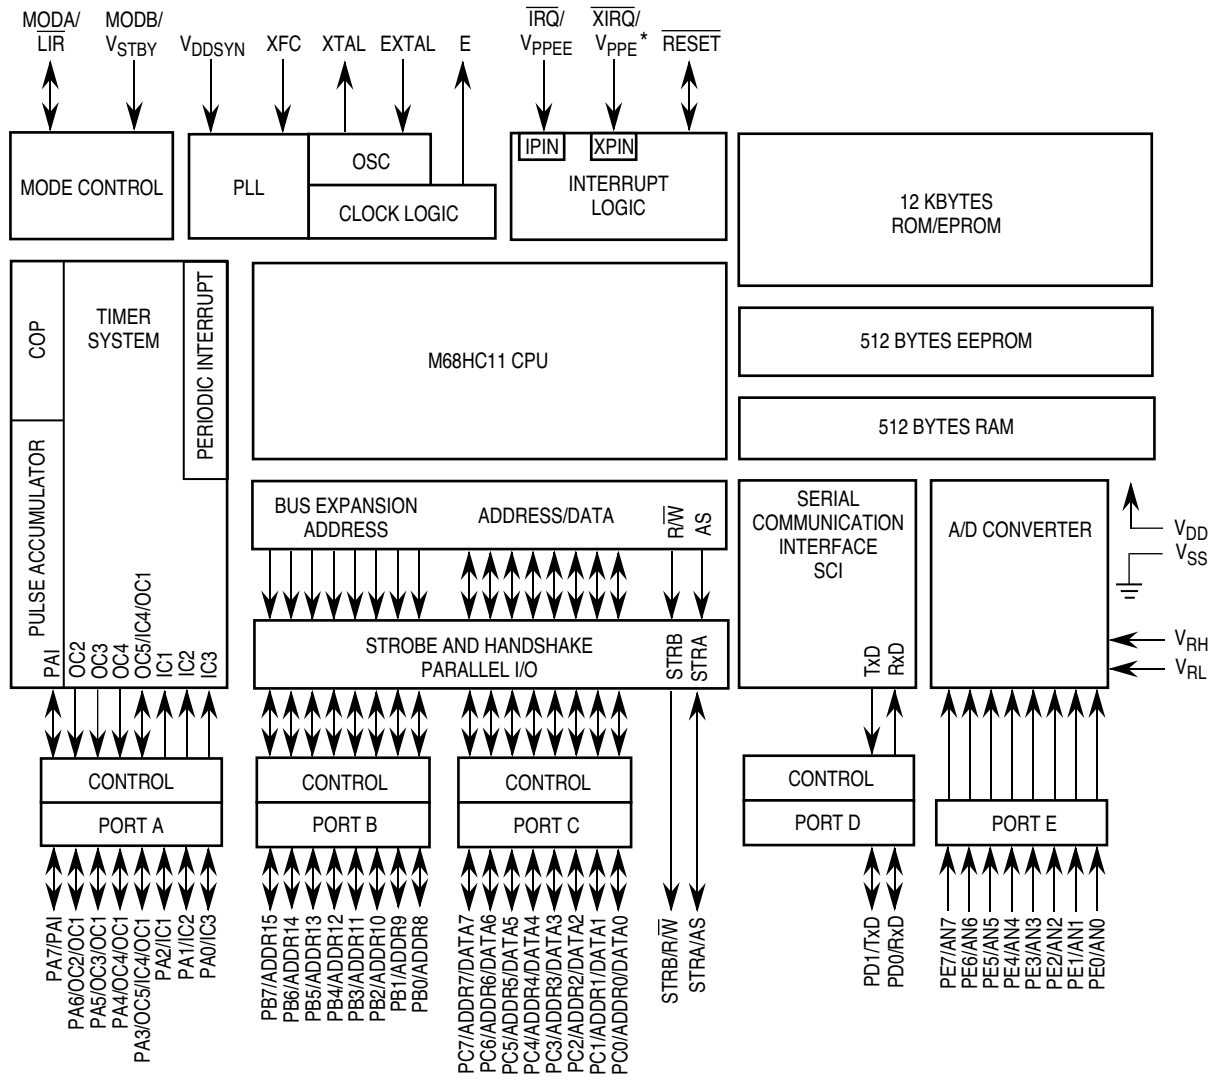 MODA/
LIR
MODB/
VSTBY
VDDSYN
XFC
XTAL
EXTAL
E
IRQ/
VPPEE
XIRQ/
VPPE*
RESET
MODE CONTROL
PLL
OSC
CLOCK LOGIC
IPIN
XPIN
INTERRUPT
LOGIC
12 KBYTES
ROM/EPROM
COP
TIMER
SYSTEM
PERIODIC INTERRUPT
PULSE ACCUMULATOR
M68HC11 CPU
512 BYTES EEPROM
512 BYTES RAM
BUS EXPANSION
ADDRESS
ADDRESS/DATA
R/W
AS
SERIAL
COMMUNICATION
INTERFACE
SCI
A/D CONVERTER
VDD
VSS
VRH
VRL
PAI
OC2
OC3
OC4
OC5/IC4/OC1
IC1
IC2
IC3
STROBE AND HANDSHAKE
PARALLEL I/O
STRB
STRA
TxD
RxD
CONTROL
PORT A
CONTROL
PORT B
CONTROL
PORT C
CONTROL
PORT D
PORT E
PA7/PAI
PA6/OC2/OC1
PA5/OC3/OC1
PA4/OC4/OC1
PA3/OC5/IC4/OC1
PA2/IC1
PA1/IC2
PA0/IC3
PB7/ADDR15
PB6/ADDR14
PB5/ADDR13
PB4/ADDR12
PB3/ADDR11
PB2/ADDR10
PB1/ADDR9
PB0/ADDR8
PC7/ADDR7/DATA7
PC6/ADDR6/DATA6
PC5/ADDR5/DATA5
PC4/ADDR4/DATA4
PC3/ADDR3/DATA3
PC2/ADDR2/DATA2
PC1/ADDR1/DATA1
PC0/ADDR0/DATA0
STRB/R/W
STRA/AS
PD1/TxD
PD0/RxD
PE7/AN7
PE6/AN6
PE5/AN5
PE4/AN4
PE3/AN3
PE2/AN2
PE1/AN1
PE0/AN0